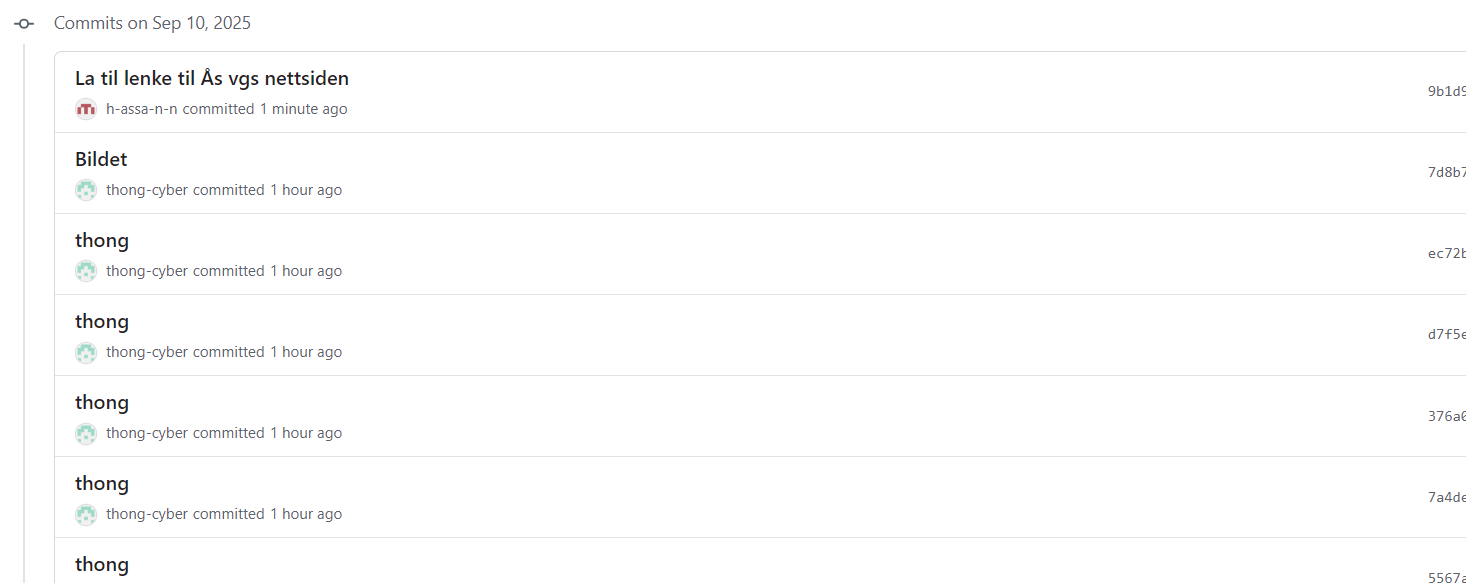 Commits on Sep 10, 2025
La til lenke til Ås vgs nettsiden
h-assa-n-n committed 1 minute ago
9b1d9
Bildet
thong-cyber committed 1 hour ago
7d8b7
thong
thong-cyber committed 1 hour ago
ec72b
thong
thong-cyber committed 1 hour ago
d7f5e
thong
thong-cyber committed 1 hour ago
376a0
thong
thong-cyber committed 1 hour ago
7a4de
thong
5567a